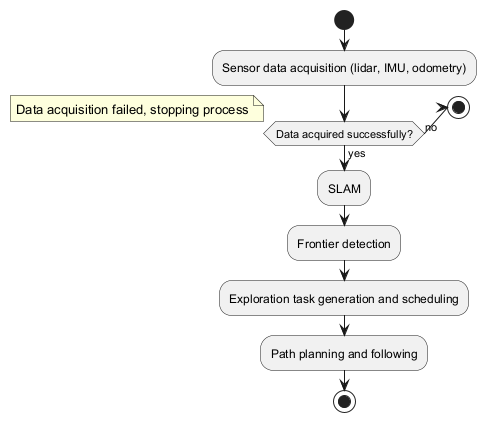 Sensor data acquisition (lidar, IMU, odometry)
Data acquisition failed, stopping process
Data acquired successfully?
no
yes
SLAM
Frontier detection
Exploration task generation and scheduling
Path planning and following